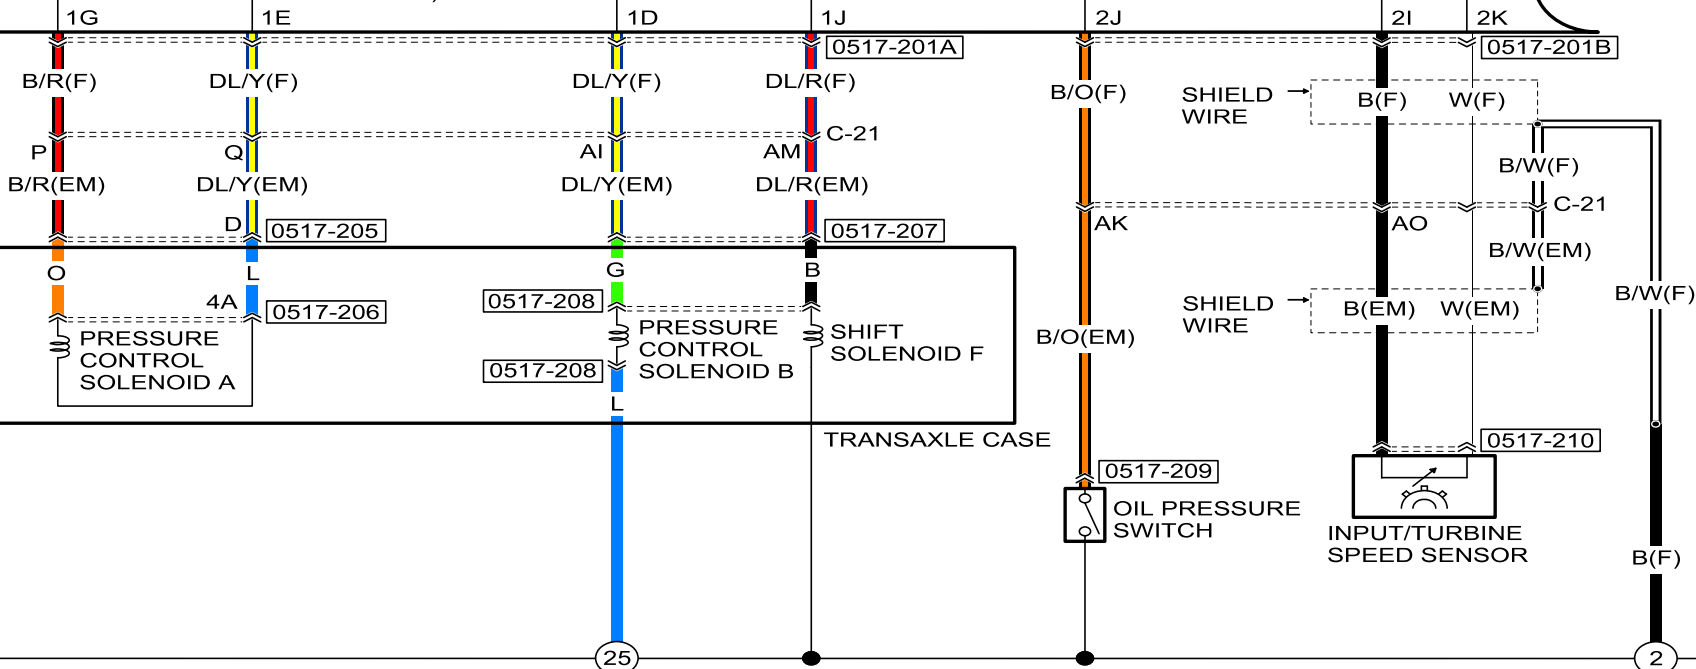 1G 1E 1D 1J 2J 2I 2K
0517-201A 0517-201B
B/R(F) DL/Y(F) DL/Y(F) DL/R(F) B/O(F)
SHIELD
WIRE
B(F) W(F)
C-21
P Q AI AM
B/W(F)
B/R(EM) DL/Y(EM) DL/Y(EM) DL/R(EM)
C-21
D 0517-205 0517-207 AK AO
B/W(EM)
O L G B
B/W(F)
4A 0517-206 0517-208
SHIELD
WIRE
B(EM) W(EM)
PRESSURE
CONTROL
SOLENOID A
PRESSURE
CONTROL
SOLENOID B
SHIFT
SOLENOID F
B/O(EM)
0517-208
L
TRANSAXLE CASE
0517-210
0517-209
OIL PRESSURE
SWITCH
INPUT/TURBINE
SPEED SENSOR
B(F)
25 2